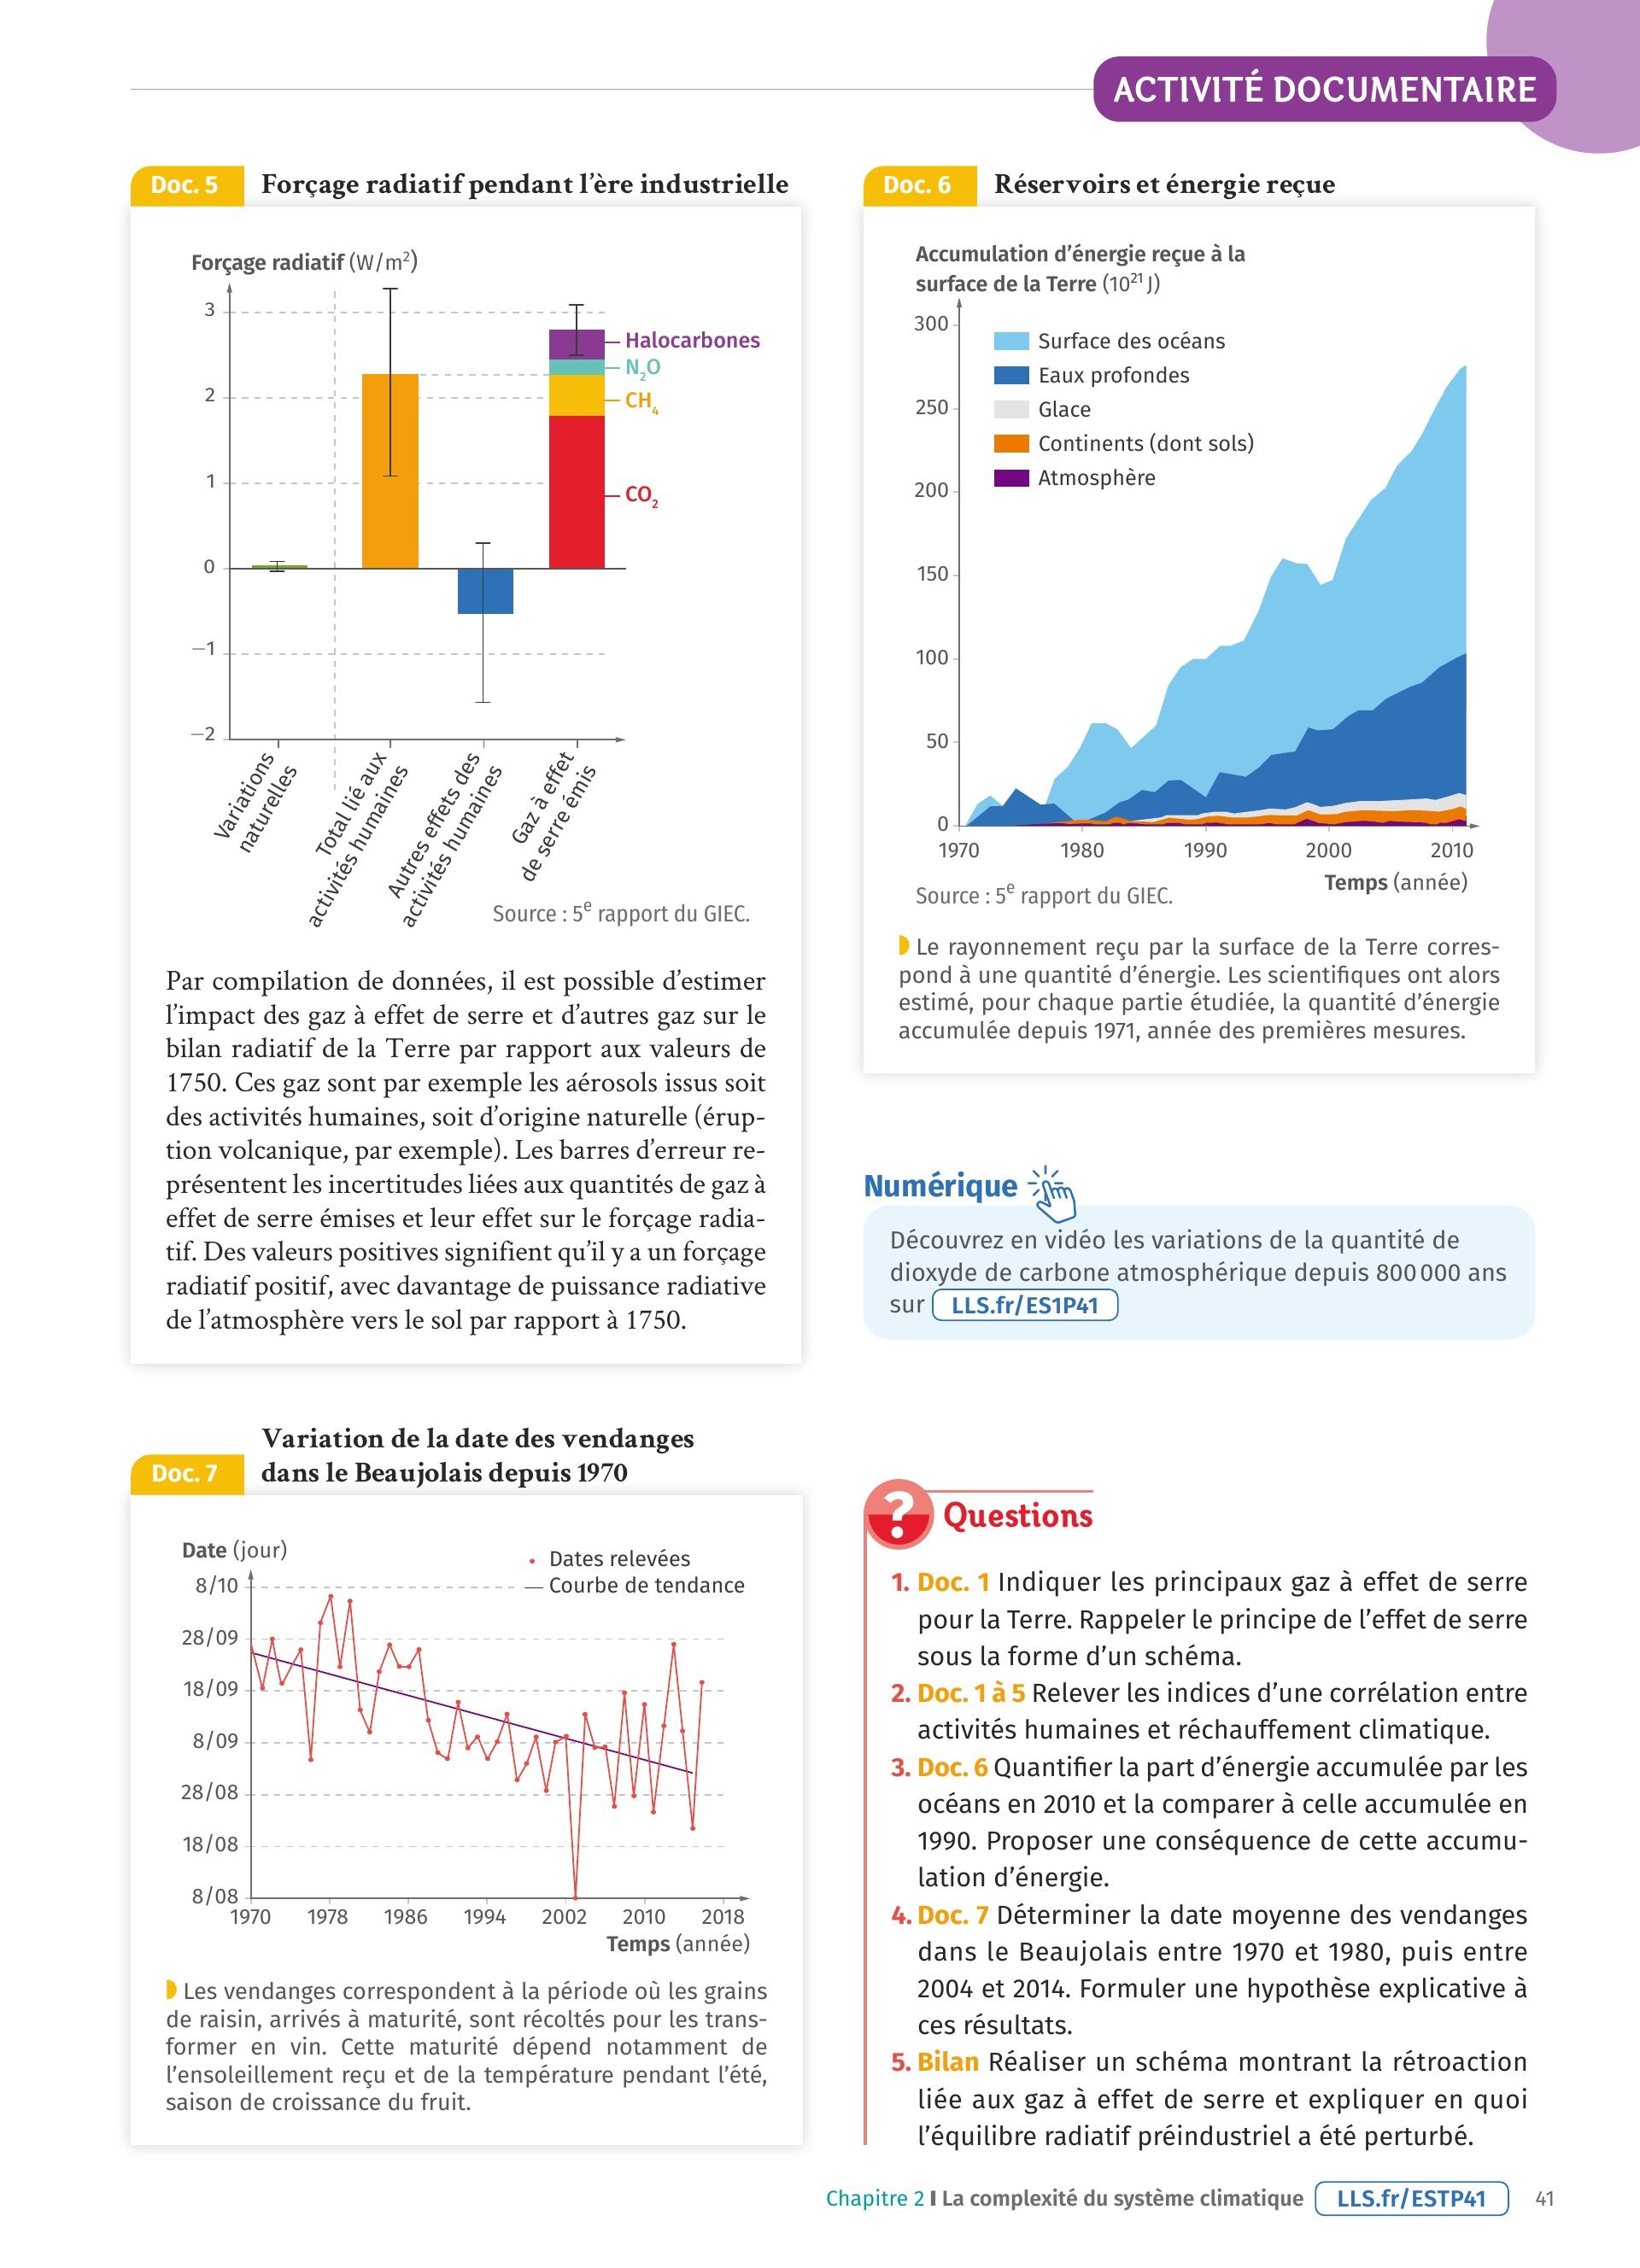 ACTIVITÉ DOCUMENTAIRE
Doc. 5
Forçage radiatif pendant l’ère industrielle
Forçage radiatif (W/m²)
3
2
1
0
−1
−2
Halocarbones
N₂O
CH₄
CO₂
Variations
naturelles
Total lié aux
activités humaines
Autres effets des
activités humaines
Gaz à effet
de serre émis
Source : 5e rapport du GIEC.
Par compilation de données, il est possible d’estimer
l’impact des gaz à effet de serre et d’autres gaz sur le
bilan radiatif de la Terre par rapport aux valeurs de
1750. Ces gaz sont par exemple les aérosols issus soit
des activités humaines, soit d’origine naturelle (érup-
tion volcanique, par exemple). Les barres d’erreur re-
présentent les incertitudes liées aux quantités de gaz à
effet de serre émises et leur effet sur le forçage radia-
tif. Des valeurs positives signifient qu’il y a un forçage
radiatif positif, avec davantage de puissance radiative
de l’atmosphère vers le sol par rapport à 1750.
Doc. 6
Réservoirs et énergie reçue
Accumulation d’énergie reçue à la
surface de la Terre (10²¹ J)
300
250
200
150
100
50
0
Surface des océans
Eaux profondes
Glace
Continents (dont sols)
Atmosphère
1970 1980 1990 2000 2010
Temps (année)
Source : 5e rapport du GIEC.
Le rayonnement reçu par la surface de la Terre corres-
pond à une quantité d’énergie. Les scientifiques ont alors
estimé, pour chaque partie étudiée, la quantité d’énergie
accumulée depuis 1971, année des premières mesures.
Numérique
Découvrez en vidéo les variations de la quantité de
dioxyde de carbone atmosphérique depuis 800 000 ans
sur LLS.fr/ES1P41
Doc. 7
Variation de la date des vendanges
dans le Beaujolais depuis 1970
Date (jour)
Dates relevées
Courbe de tendance
8/10
28/09
18/09
8/09
28/08
18/08
8/08
1970 1978 1986 1994 2002 2010 2018
Temps (année)
Les vendanges correspondent à la période où les grains
de raisin, arrivés à maturité, sont récoltés pour les trans-
former en vin. Cette maturité dépend notamment de
l’ensoleillement reçu et de la température pendant l’été,
saison de croissance du fruit.
? Questions
1. Doc. 1 Indiquer les principaux gaz à effet de serre
pour la Terre. Rappeler le principe de l’effet de serre
sous la forme d’un schéma.
2. Doc. 1 à 5 Relever les indices d’une corrélation entre
activités humaines et réchauffement climatique.
3. Doc. 6 Quantifier la part d’énergie accumulée par les
océans en 2010 et la comparer à celle accumulée en
1990. Proposer une conséquence de cette accumu-
lation d’énergie.
4. Doc. 7 Déterminer la date moyenne des vendanges
dans le Beaujolais entre 1970 et 1980, puis entre
2004 et 2014. Formuler une hypothèse explicative à
ces résultats.
5. Bilan Réaliser un schéma montrant la rétroaction
liée aux gaz à effet de serre et expliquer en quoi
l’équilibre radiatif préindustriel a été perturbé.
Chapitre 2 I La complexité du système climatique LLS.fr/ESTP41 41